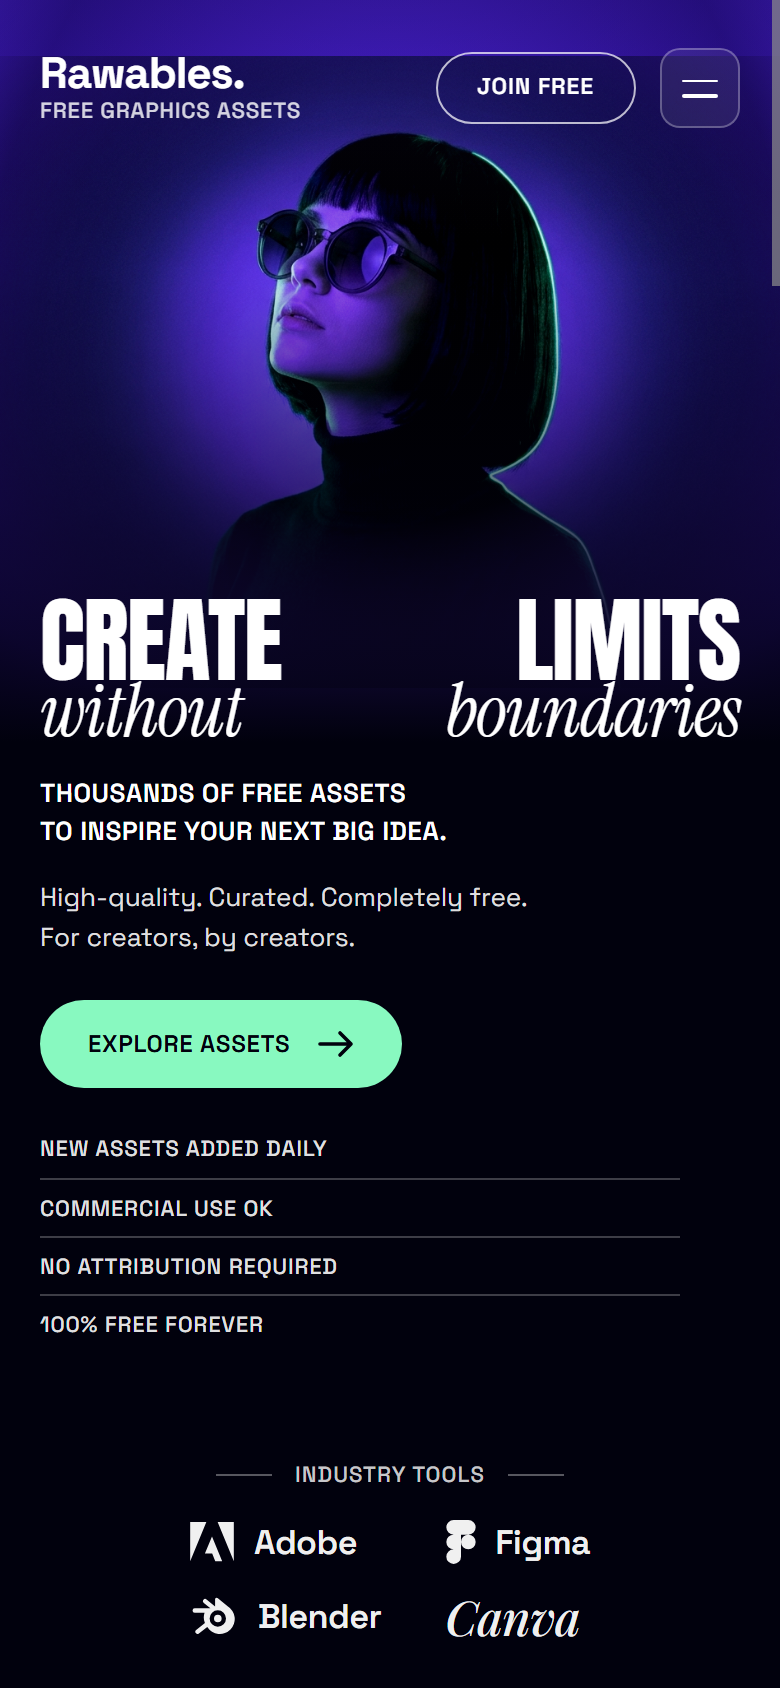 Rawables.
FREE GRAPHICS ASSETS
JOIN FREE
CREATE
without
LIMITS
boundaries
THOUSANDS OF FREE ASSETS
TO INSPIRE YOUR NEXT BIG IDEA.
High-quality. Curated. Completely free.
For creators, by creators.
EXPLORE ASSETS
NEW ASSETS ADDED DAILY
COMMERCIAL USE OK
NO ATTRIBUTION REQUIRED
100% FREE FOREVER
INDUSTRY TOOLS
Adobe
Figma
Blender
Canva